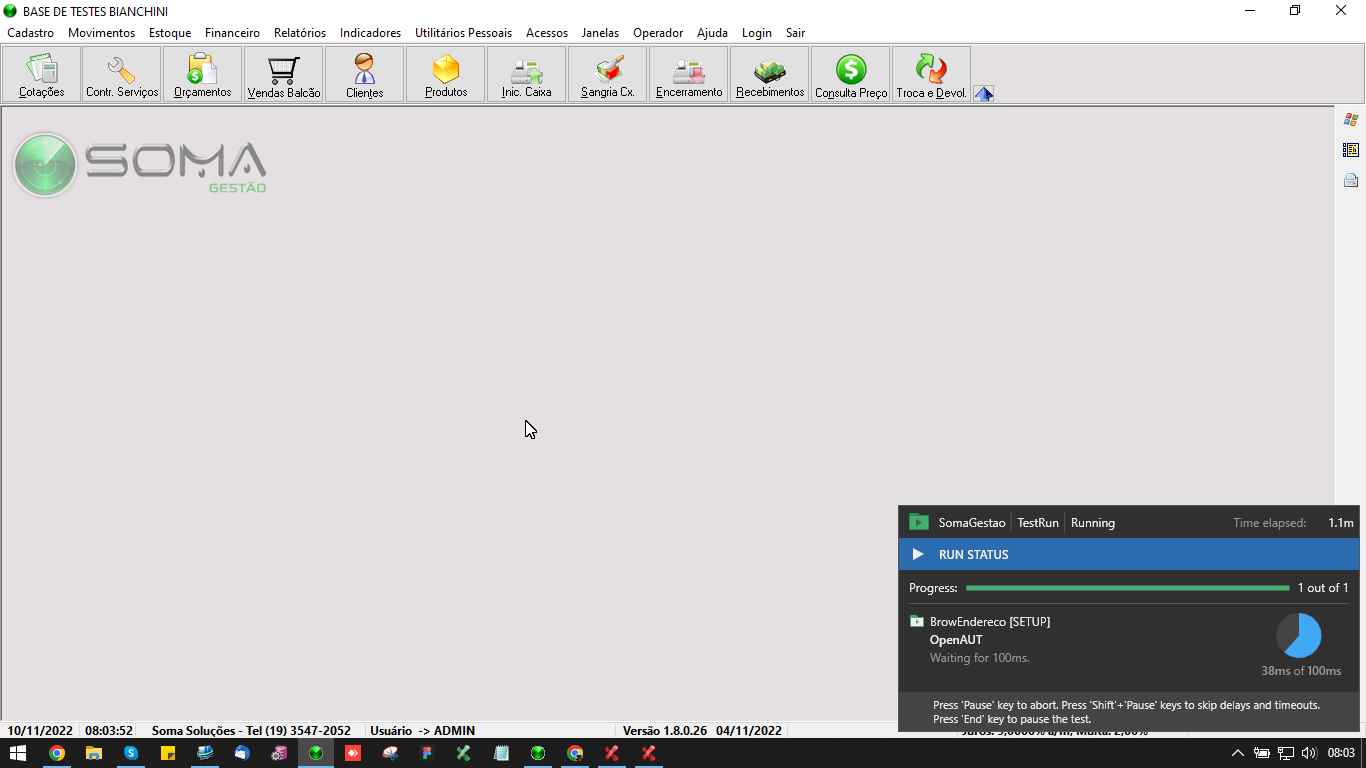 BASE DE TESTES BIANCHINI
Cadastro Movimentos Estoque Financeiro Relatórios Indicadores Utilitários Pessoais Acessos Janelas Operador Ajuda Login Sair
Cotações Contr. Serviços Orçamentos Vendas Balcão Clientes Produtos Inic. Caixa Sangria Cx. Encerramento Recebimentos Consulta Preço Troca e Devol.
SOMA
GESTÃO
SomaGestao TestRun Running Time elapsed: 1.1m
RUN STATUS
Progress: 1 out of 1
BrowEndereco [SETUP]
OpenAUT
Waiting for 100ms.
38ms of 100ms
Press 'Pause' key to abort. Press 'Shift'+'Pause' keys to skip delays and timeouts.
Press 'End' key to pause the test.
10/11/2022 08:03:52 Soma Soluções - Tel (19) 3547-2052 Usuário -> ADMIN Versão 1.8.0.26 04/11/2022
08:03